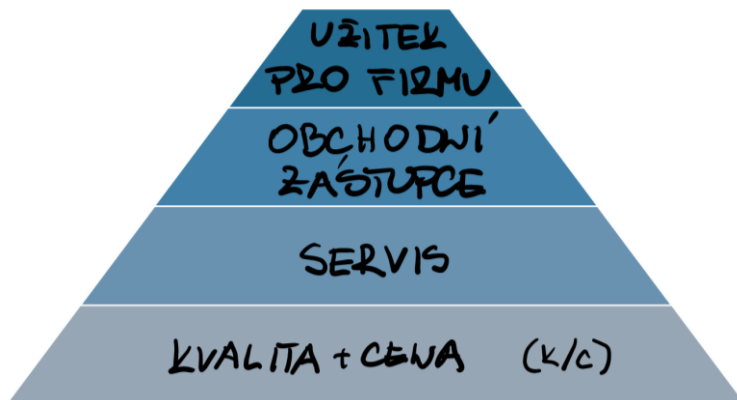 UŽITEK
PRO FIRMU
OBCHODNÍ
ZÁSTUPCE
SERVIS
KVALITA + CENA (K/C)